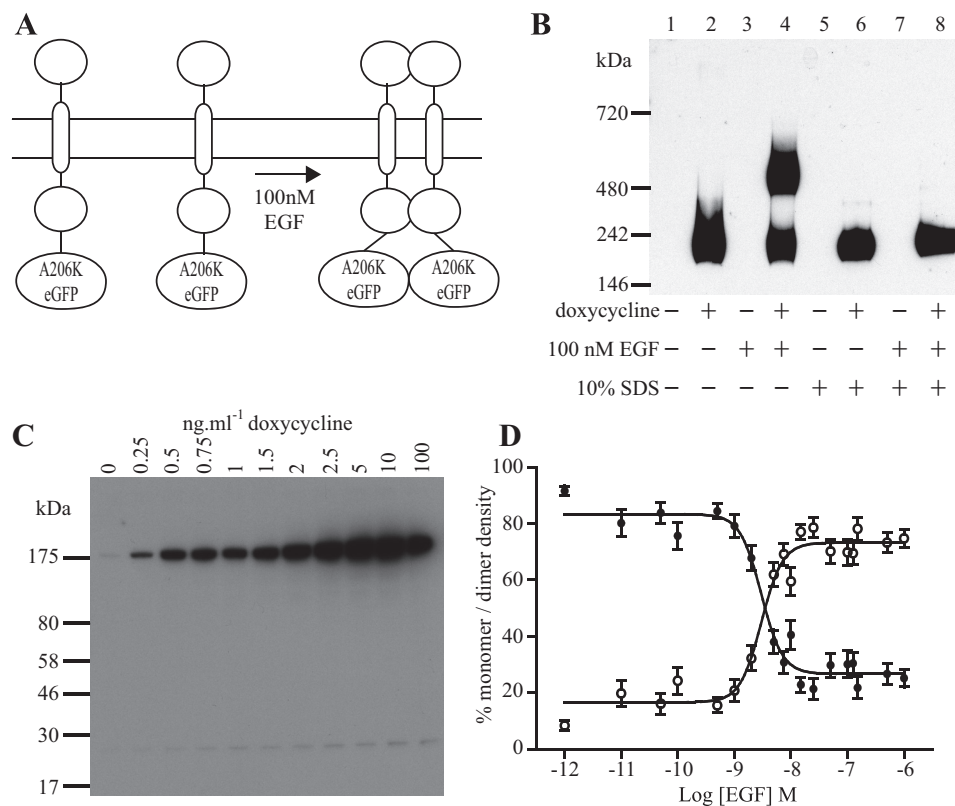 A
100nM
EGF
A206K
eGFP
A206K
eGFP
A206K
eGFP
A206K
eGFP
B
1 2 3 4 5 6 7 8
kDa
720
480
242
146
doxycycline − + − + − + − +
100 nM EGF − − + + − − + +
10% SDS − − − − + + + +
C
ng.ml⁻¹ doxycycline
0 0.25 0.5 0.75 1 1.5 2 2.5 5 10 100
kDa
175
80
58
46
30
17
D
% monomer / dimer density
100
80
60
40
20
0
-12 -11 -10 -9 -8 -7 -6
Log [EGF] M